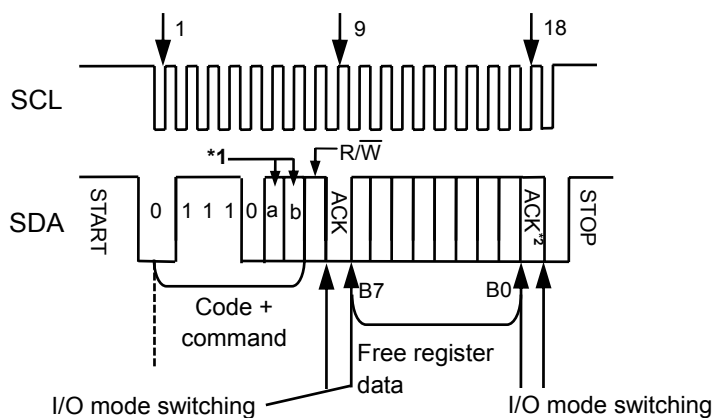 1 9 18
SCL
*1 R/W̅
SDA START 0 1 1 1 0 a b ACK ACK*2 STOP
B7 B0
Code +
command
Free register
data
I/O mode switching I/O mode switching